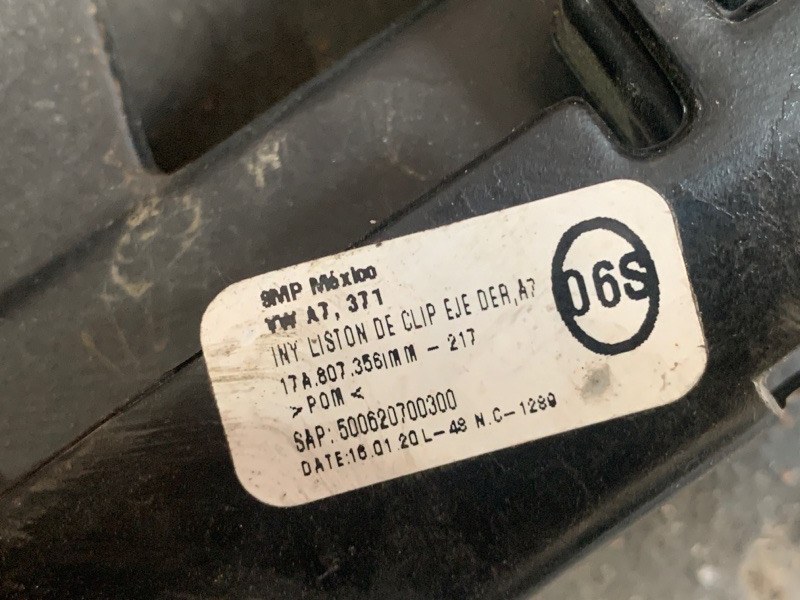 SMP México
VW A7, 371
INY. LISTON DE CLIP EJE DER, A7
17A.807.356IMM - 217
>POM<
SAP: 500620700300
DATE:16.01.20 L-48 N.C-1289
06S